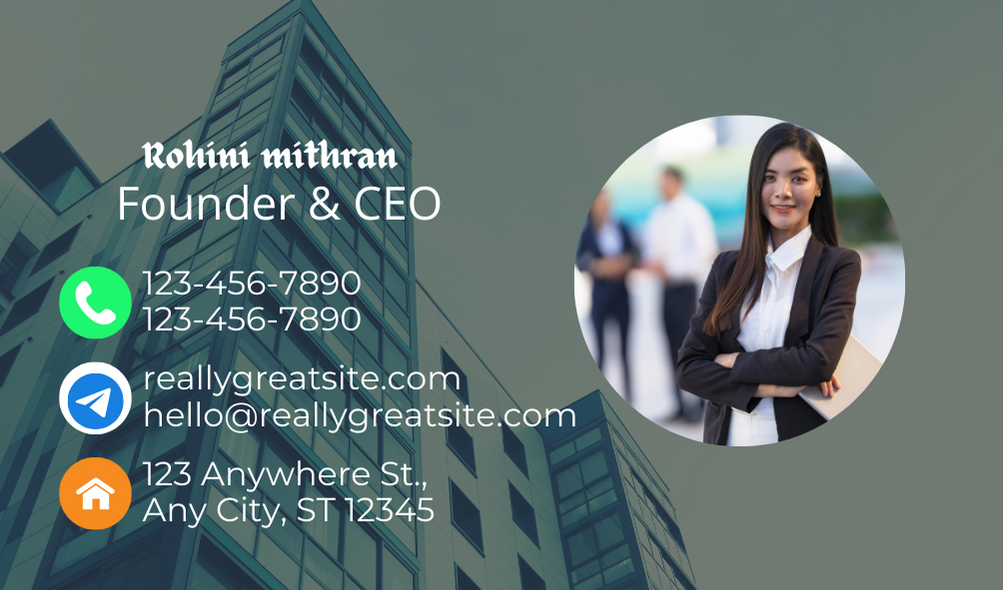 Rohini mithran
Founder & CEO
123-456-7890
123-456-7890
reallygreatsite.com
hello@reallygreatsite.com
123 Anywhere St.,
Any City, ST 12345